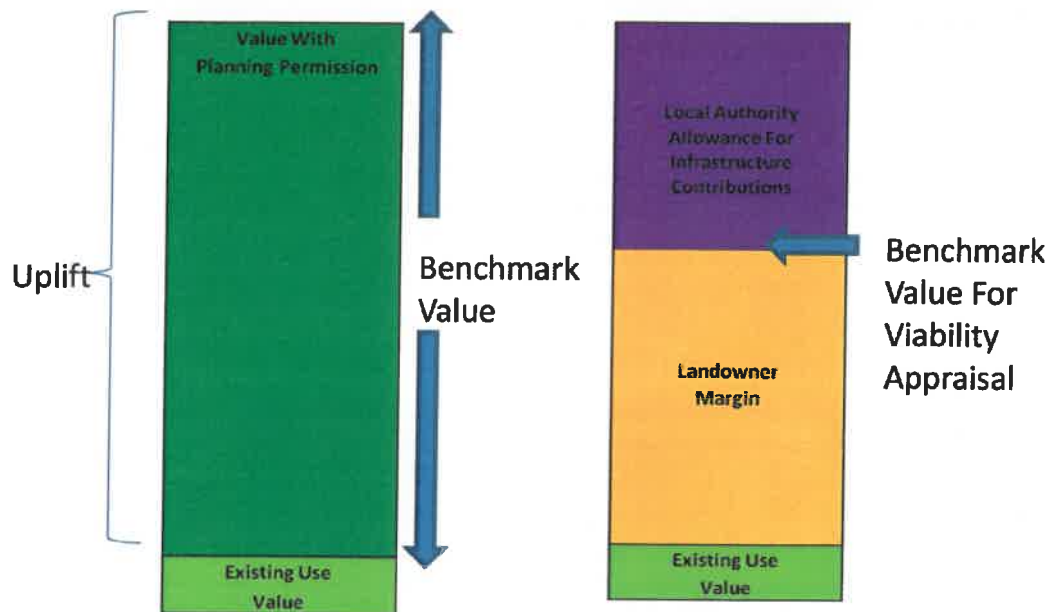 Value With
Planning Permission
Uplift
Benchmark
Value
Existing Use
Value
Local Authority
Allowance For
Infrastructure
Contributions
Benchmark
Value For
Viability
Appraisal
Landowner
Margin
Existing Use
Value